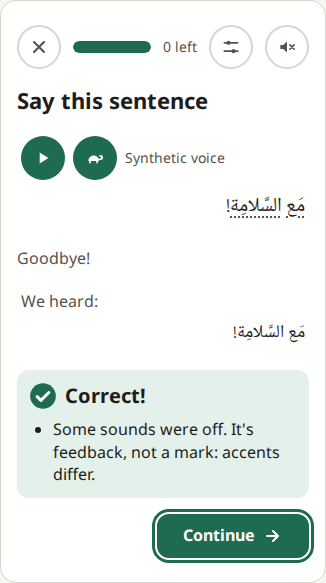 0 left
Say this sentence
Synthetic voice
مَع السَّلامِة!
Goodbye!
We heard:
مَع السَّلامِة!
Correct!
• Some sounds were off. It's
feedback, not a mark: accents
differ.
Continue